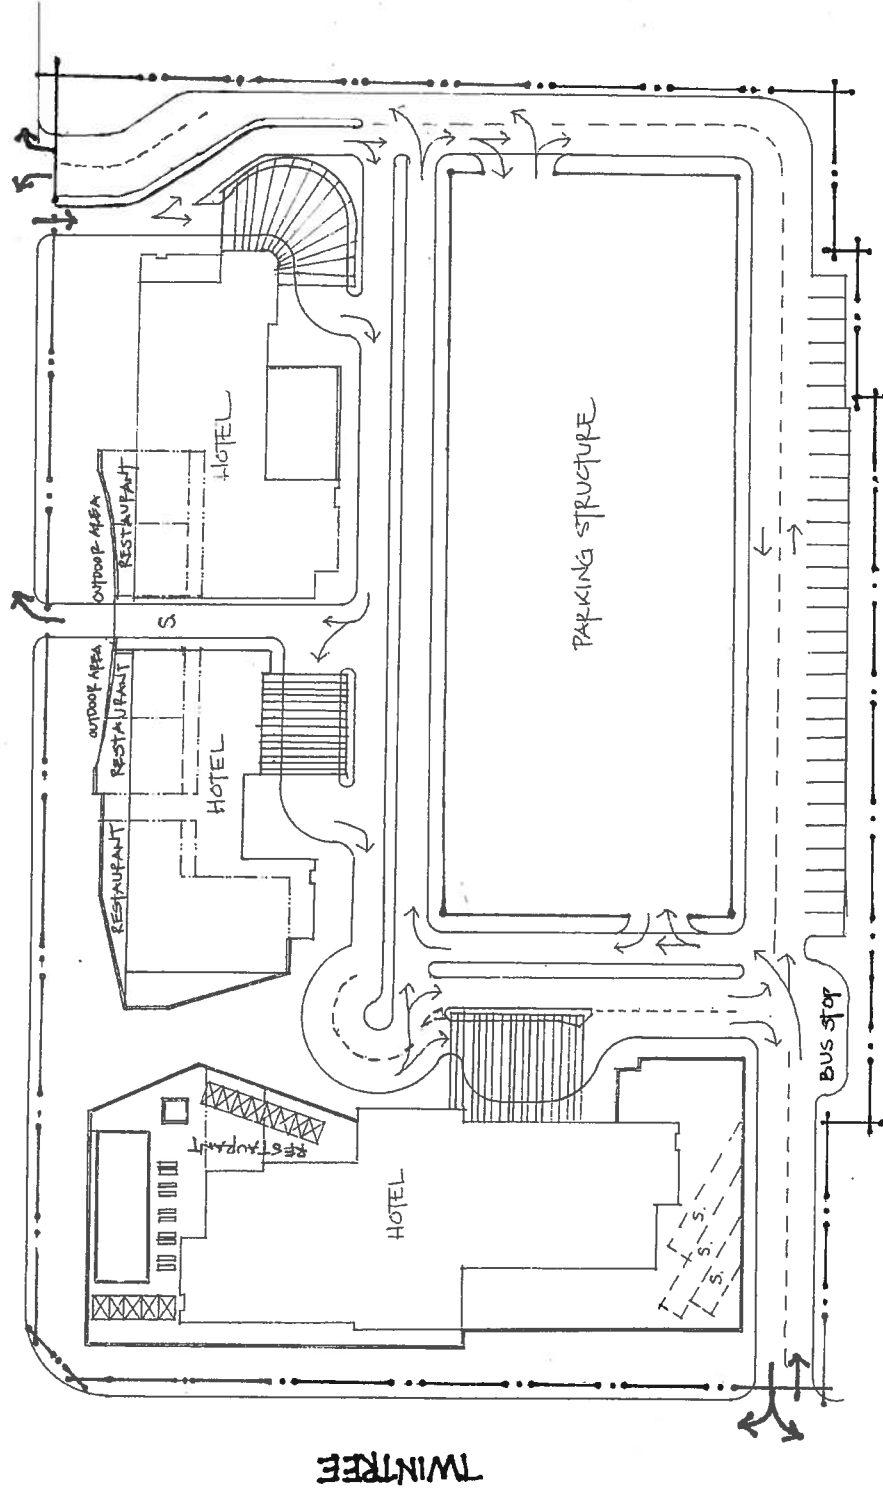 OUTDOOR AREA
RESTAURANT
HOTEL
S
OUTDOOR AREA
RESTAURANT
HOTEL
RESTAURANT
PARKING STRUCTURE
BUS STOP
RESTAURANT
HOTEL
S.
S.
S.
TWINTREE